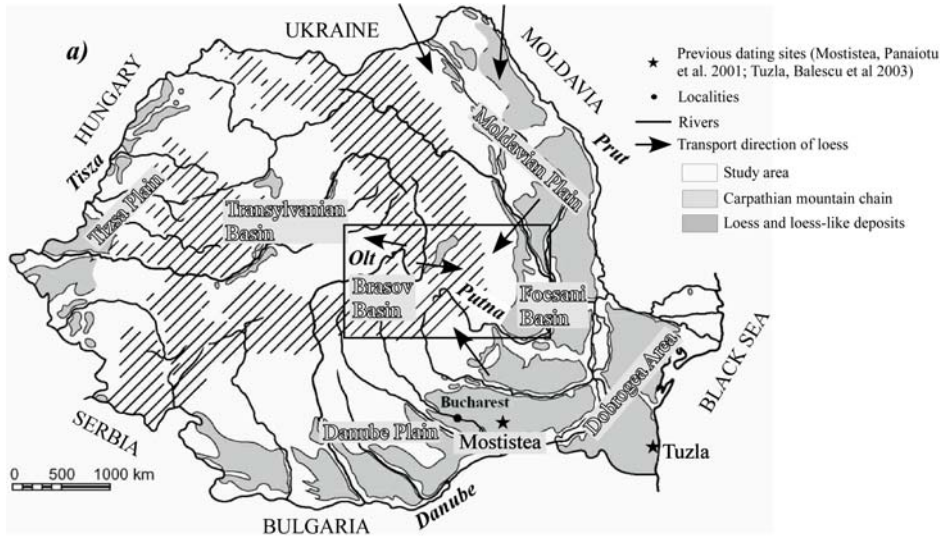 a)
UKRAINE
MOLDAVIA
HUNGARY
Tisza
Tizsa Plain
Transylvanian
Basin
Moldavian Plain
Prut
Olt
Brasov
Basin
Putna
Focsani
Basin
Dobrogea Area
BLACK SEA
SERBIA
Bucharest
Danube Plain
Mostistea
Tuzla
Danube
BULGARIA
0 500 1000 km
Previous dating sites (Mostistea, Panaiotu
et al. 2001; Tuzla, Balescu et al 2003)
Localities
Rivers
Transport direction of loess
Study area
Carpathian mountain chain
Loess and loess-like deposits